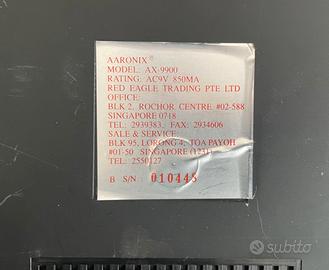 AARONIX®
MODEL: AX-9900
RATING: AC9V 850MA
RED EAGLE TRADING PTE LTD
OFFICE:
BLK 2, ROCHOR CENTRE #02-588
SINGAPORE 0718
TEL: 2939383, FAX: 2934606
SALE & SERVICE:
BLK 95, LORONG 4, TOA PAYOH
#01-50 SINGAPORE (1231)
TEL: 2550127
B S/N 010445
subito